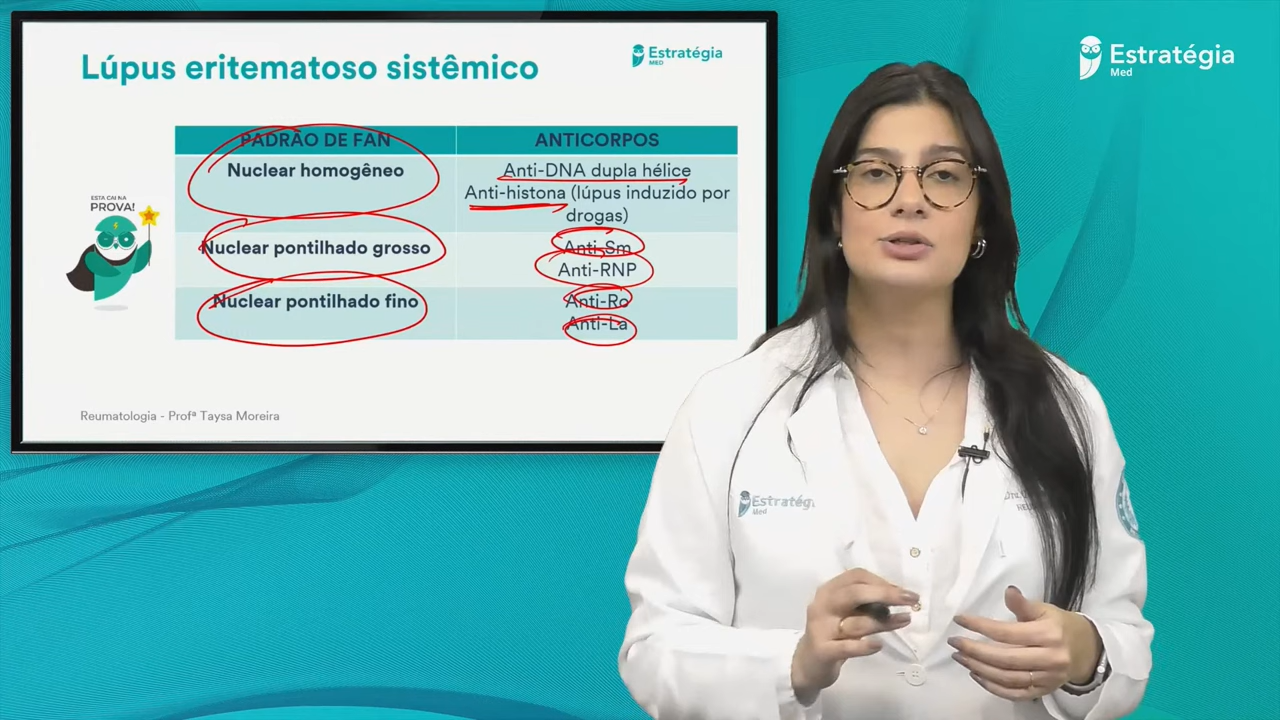 Lúpus eritematoso sistêmico
Estratégia
MED
Estratégia
Med
PADRÃO DE FAN
ANTICORPOS
Nuclear homogêneo
Anti-DNA dupla hélice
Anti-histona (lúpus induzido por
drogas)
ESTA CAI NA
PROVA!
Nuclear pontilhado grosso
Anti-Sm
Anti-RNP
Nuclear pontilhado fino
Anti-Ro
Anti-La
Reumatologia - Profª Taysa Moreira
Estratégi
Med